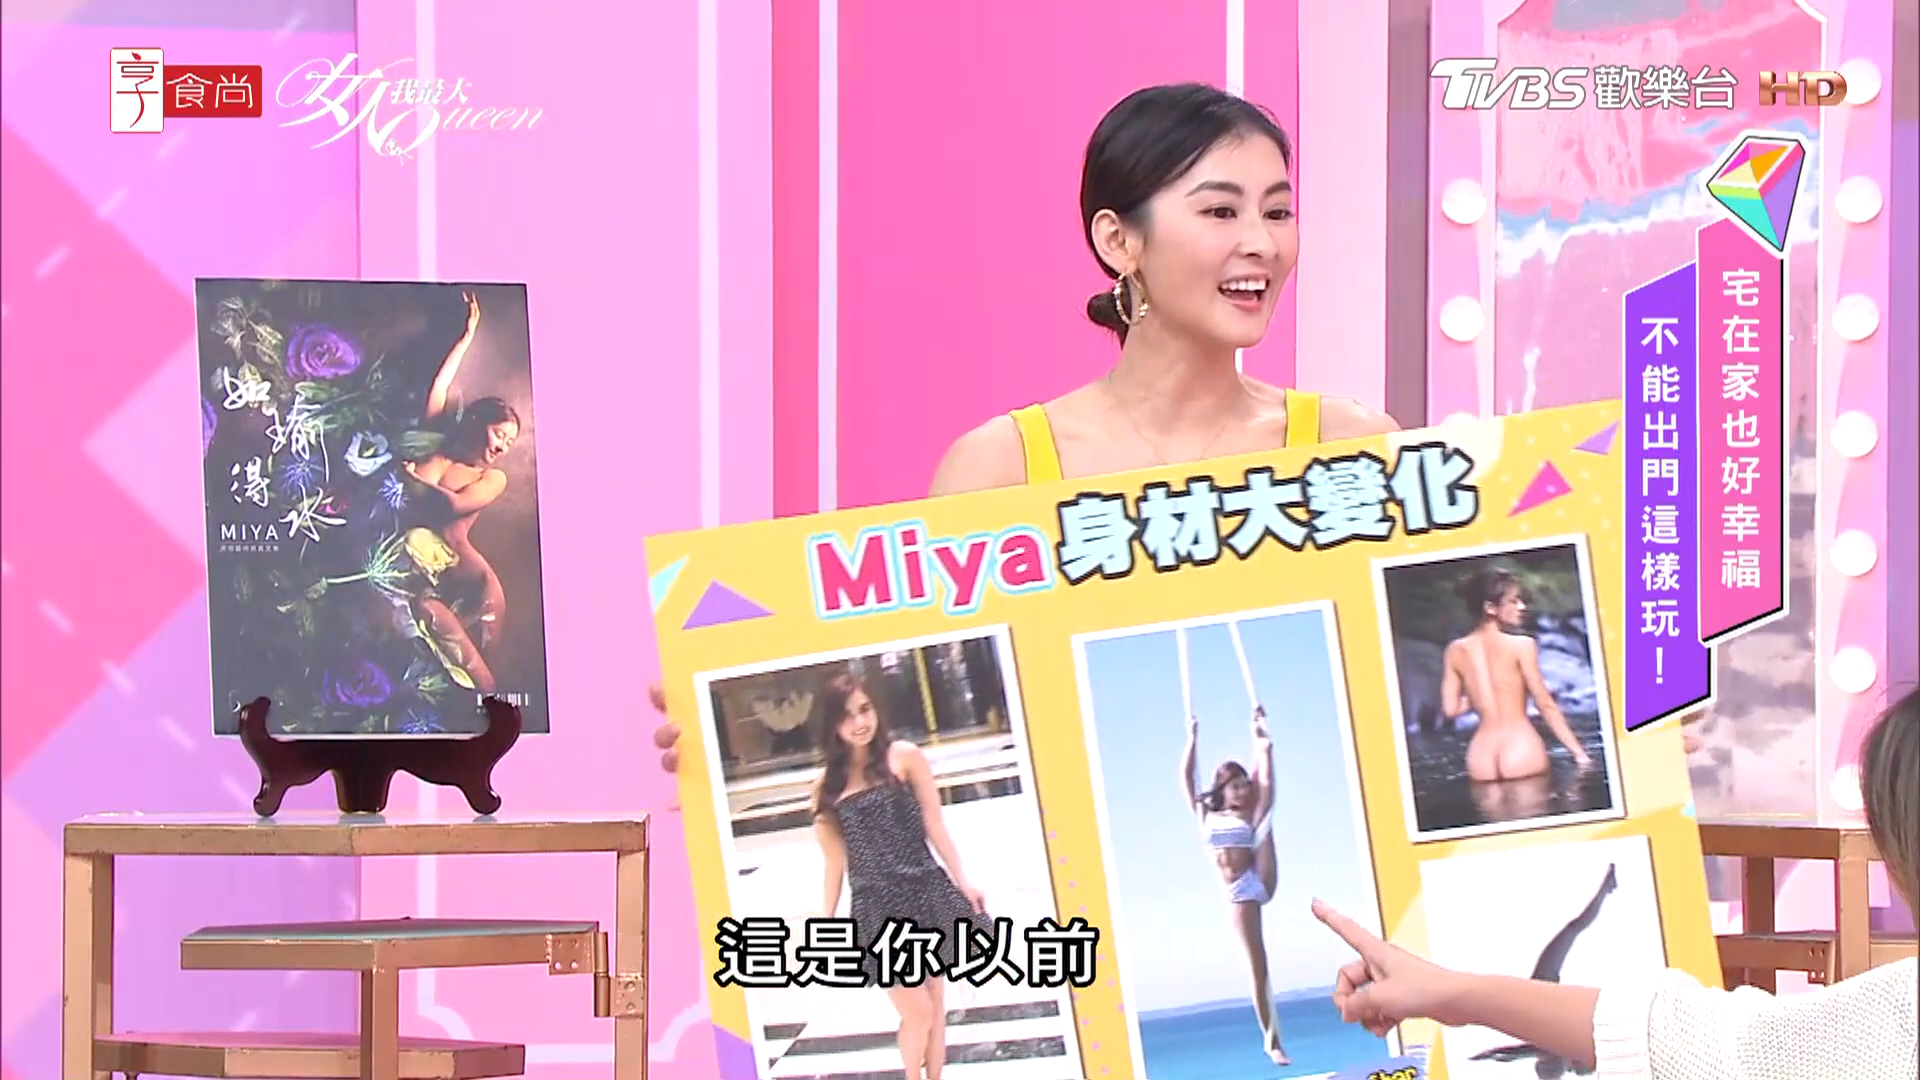 享食尚
女人我最大
Queen
TVBS歡樂台 HD
宅在家也好幸福
不能出門這樣玩！
如瑜得水
MIYA
Miya身材大變化
這是你以前